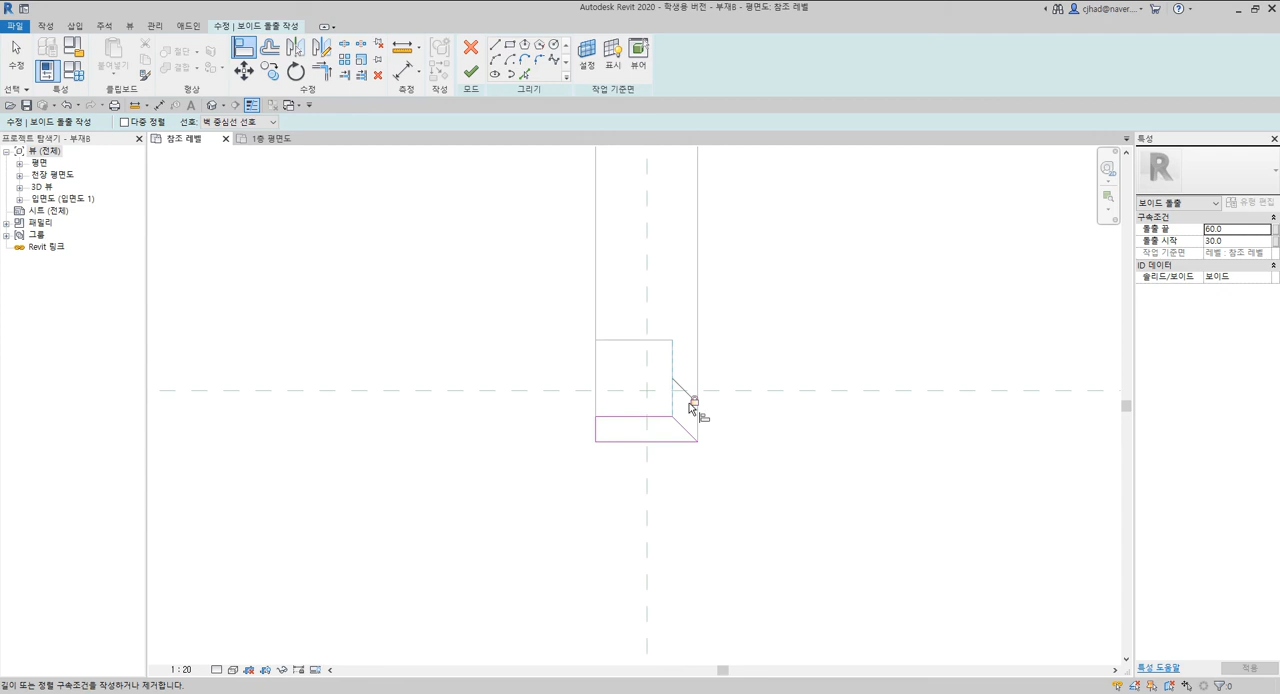 Autodesk Revit 2020 - 학생용 버전 - 부재B - 평면도: 참조 레벨
cjhad@naver....
파일 작성 삽입 주석 뷰 관리 애드인 수정 | 보이드 돌출 작성
수정 붙여넣기 절단 결합
선택 특성 클립보드 형상 수정 측정 작성 모드 그리기 작업 기준면
설정 표시 뷰어
수정 | 보이드 돌출 작성 다중 정렬 선호: 벽 중심선 선호
프로젝트 탐색기 - 부재B
참조 레벨 1층 평면도
특성
뷰 (전체)
평면
천장 평면도
3D 뷰
입면도 (입면도 1)
시트 (전체)
패밀리
그룹
Revit 링크
보이드 돌출 유형 편집
구속조건
돌출 끝 60.0
돌출 시작 30.0
작업 기준면 레벨 : 참조 레벨
ID 데이터
솔리드/보이드 보이드
1 : 20
특성 도움말 적용
길이 또는 정렬 구속조건을 작성하거나 제거합니다.
:0